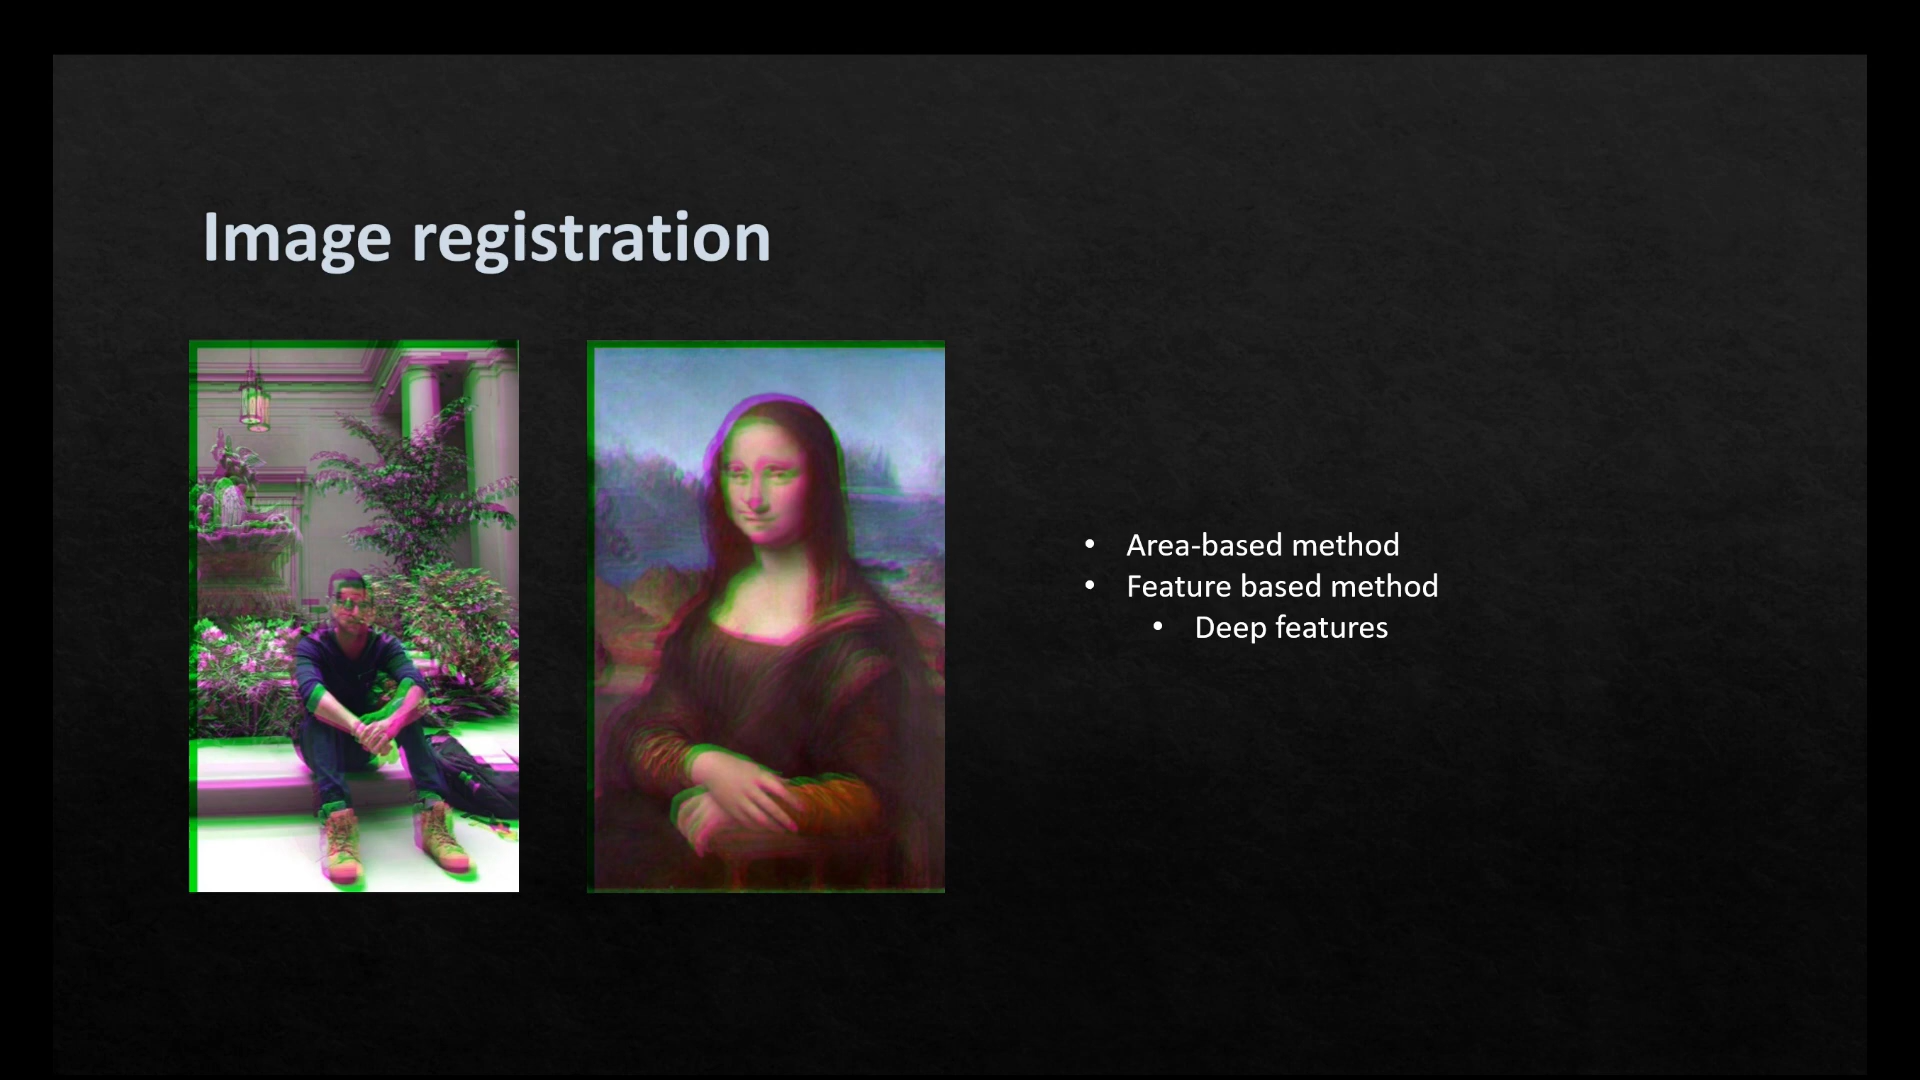 Image registration
• Area-based method
• Feature based method
• Deep features